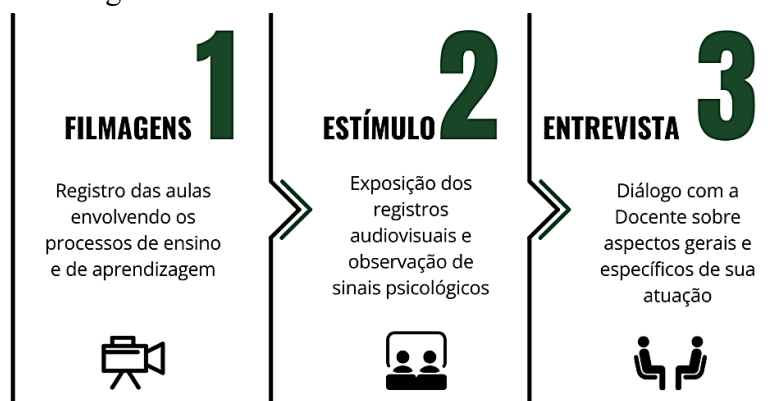 1
FILMAGENS
Registro das aulas
envolvendo os
processos de ensino
e de aprendizagem
2
ESTÍMULO
Exposição dos
registros
audiovisuais e
observação de
sinais psicológicos
3
ENTREVISTA
Diálogo com a
Docente sobre
aspectos gerais e
específicos de sua
atuação